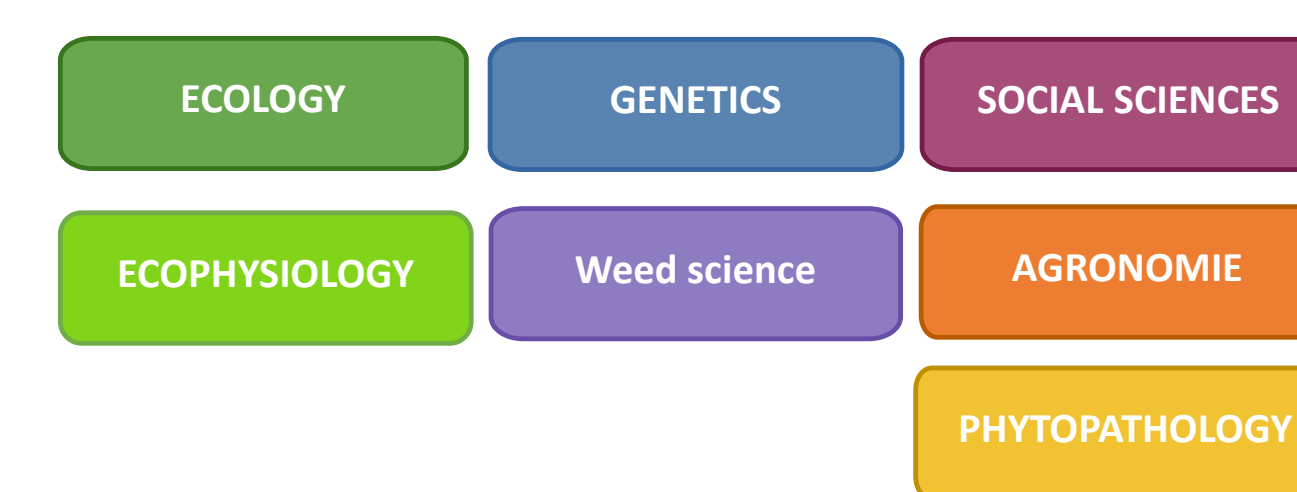 ECOLOGY
GENETICS
SOCIAL SCIENCES
ECOPHYSIOLOGY
Weed science
AGRONOMIE
PHYTOPATHOLOGY